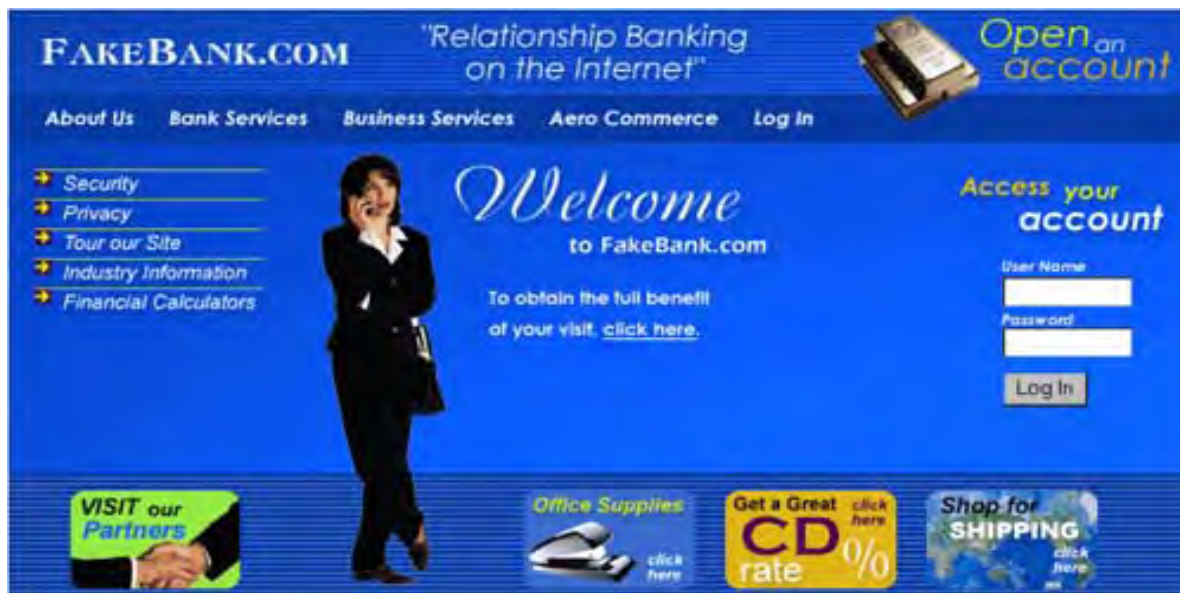 FAKEBANK.COM
"Relationship Banking
on the Internet"
Open an
account
About Us Bank Services Business Services Aero Commerce Log In
Security
Privacy
Tour our Site
Industry Information
Financial Calculators
Welcome
to FakeBank.com
To obtain the full benefit
of your visit, click here.
Access your
account
User Name
Password
Log In
VISIT our
Partners
Office Supplies
click
here
Get a Great
CD
rate
click
here
%
Shop for
SHIPPING
click
here